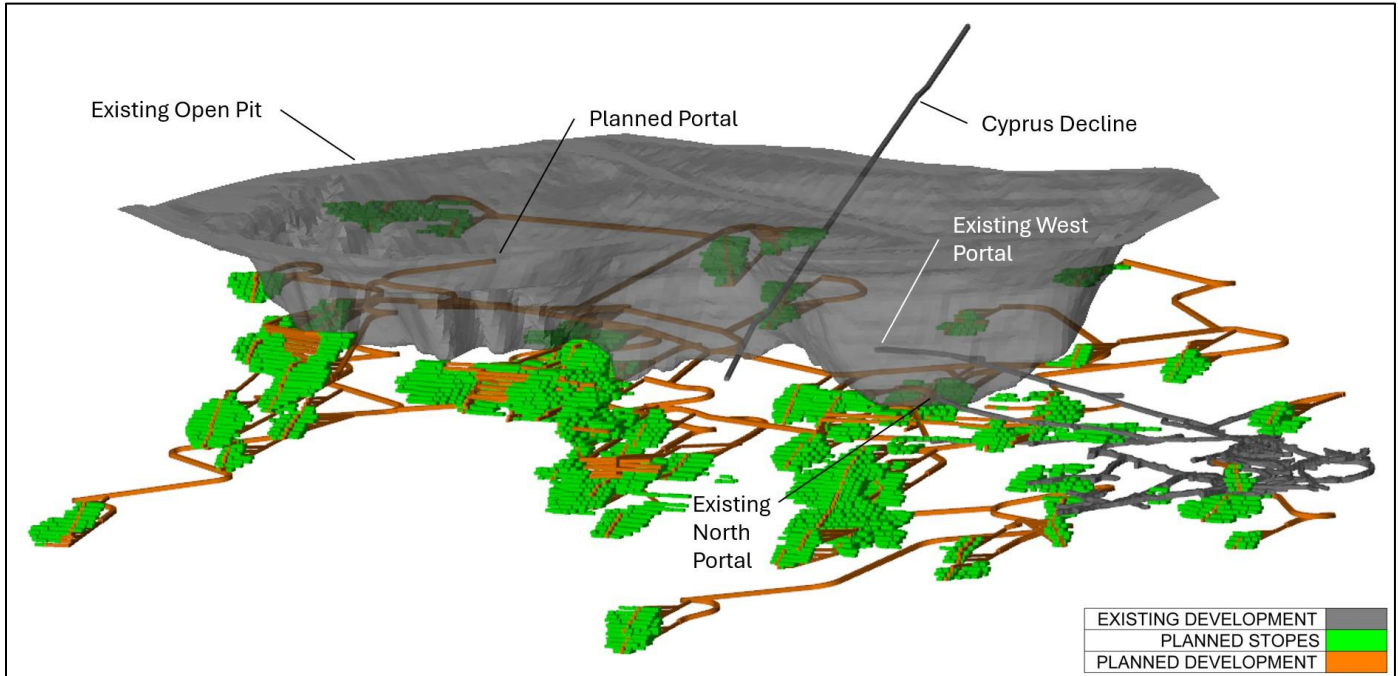 Existing Open Pit
Planned Portal
Cyprus Decline
Existing West
Portal
Existing
North
Portal
EXISTING DEVELOPMENT
PLANNED STOPES
PLANNED DEVELOPMENT